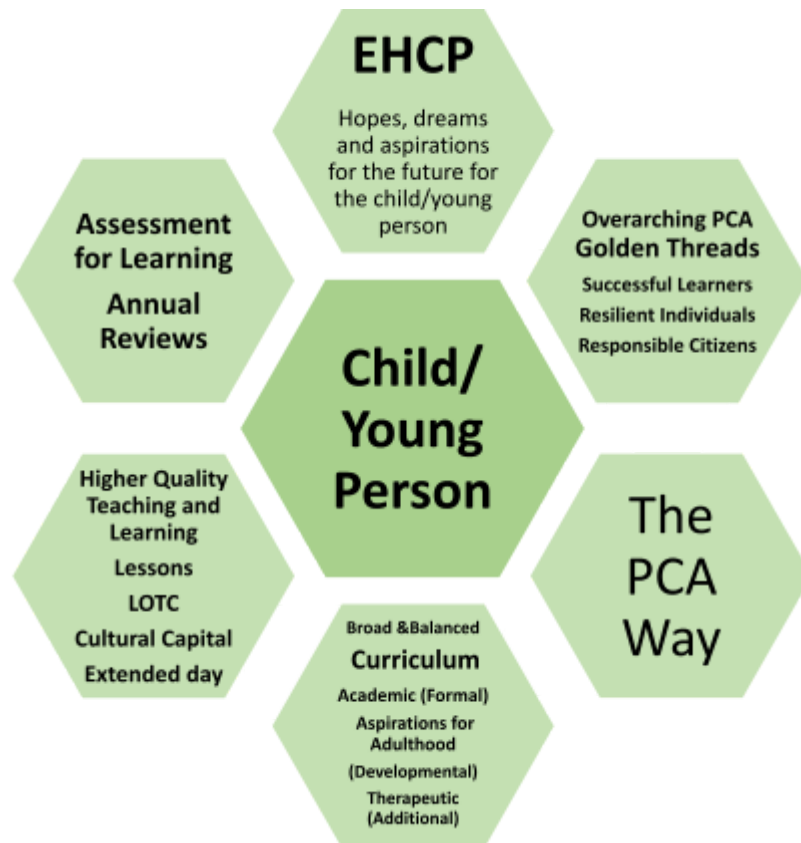 EHCP
Hopes, dreams
and aspirations
for the future for
the child/young
person
Overarching PCA
Golden Threads
Successful Learners
Resilient Individuals
Responsible Citizens
The
PCA
Way
Broad &Balanced
Curriculum
Academic (Formal)
Aspirations for
Adulthood
(Developmental)
Therapeutic
(Additional)
Higher Quality
Teaching and
Learning
Lessons
LOTC
Cultural Capital
Extended day
Assessment
for Learning
Annual
Reviews
Child/
Young
Person